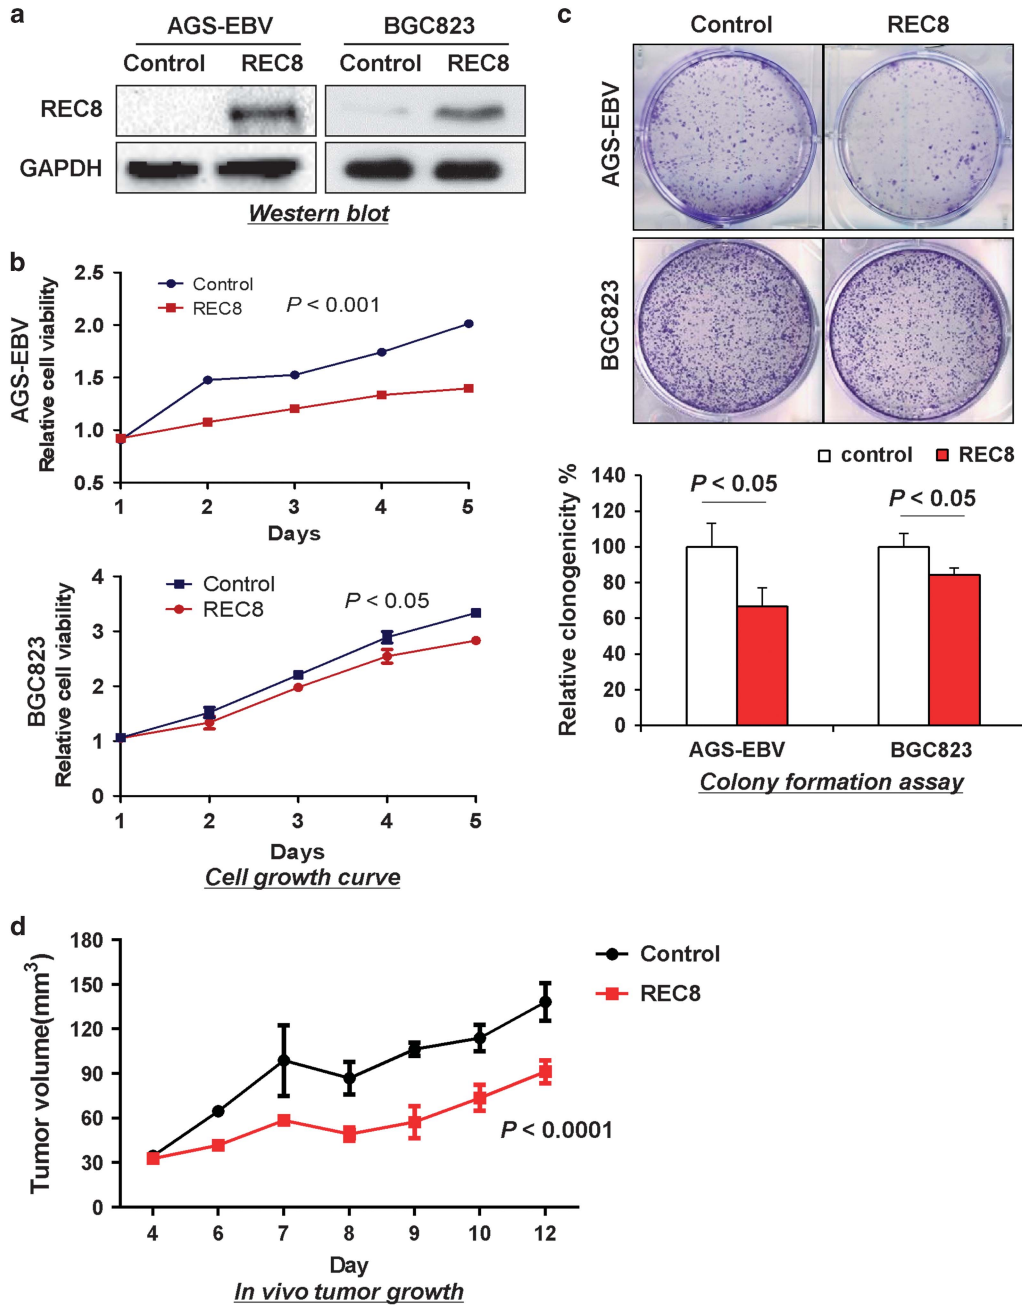 a
AGS-EBV
BGC823
Control REC8 Control REC8
REC8
GAPDH
Western blot
b
AGS-EBV
Relative cell viability
2.5
2.0
1.5
1.0
0.5
Control
REC8
P < 0.001
1 2 3 4 5
Days
BGC823
Relative cell viability
4
3
2
1
0
Control
REC8
P < 0.05
1 2 3 4 5
Days
Cell growth curve
c
Control REC8
AGS-EBV
BGC823
control REC8
Relative clonogenicity %
140
120
100
80
60
40
20
0
P < 0.05
P < 0.05
AGS-EBV BGC823
Colony formation assay
d
Tumor volume(mm³)
180
150
120
90
60
30
0
Control
REC8
P < 0.0001
4 6 7 8 9 10 12
Day
In vivo tumor growth